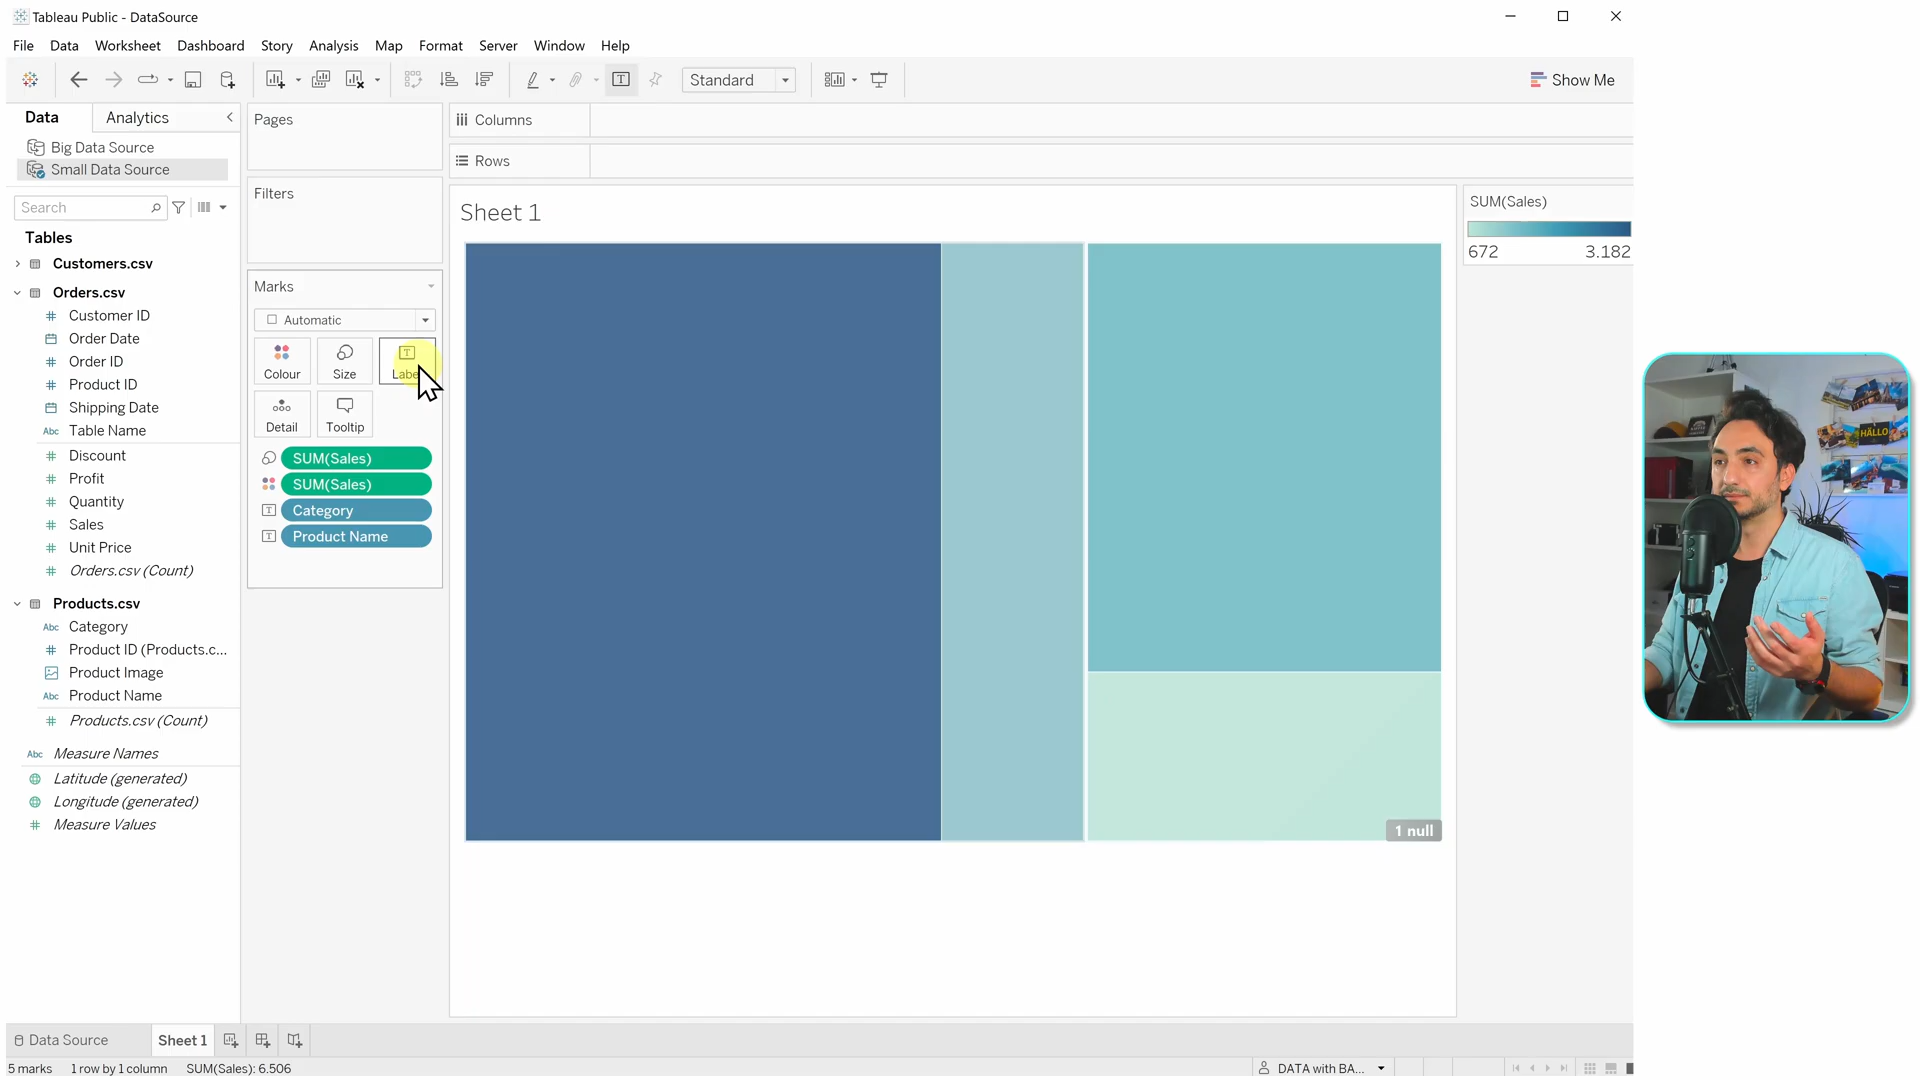 Tableau Public - DataSource
File Data Worksheet Dashboard Story Analysis Map Format Server Window Help
Standard
Show Me
Data
Analytics
Big Data Source
Small Data Source
Search
Tables
Customers.csv
Orders.csv
Customer ID
Order Date
Order ID
Product ID
Shipping Date
Abc Table Name
Discount
Profit
Quantity
Sales
Unit Price
Orders.csv (Count)
Products.csv
Abc Category
Product ID (Products.c...
Product Image
Abc Product Name
Products.csv (Count)
Abc Measure Names
Latitude (generated)
Longitude (generated)
Measure Values
Pages
Filters
Marks
Automatic
Colour
Size
Label
Detail
Tooltip
SUM(Sales)
SUM(Sales)
Category
Product Name
Columns
Rows
Sheet 1
1 null
SUM(Sales)
672 3.182
HÄLLO
Data Source
Sheet 1
5 marks 1 row by 1 column SUM(Sales): 6.506
DATA with BA...